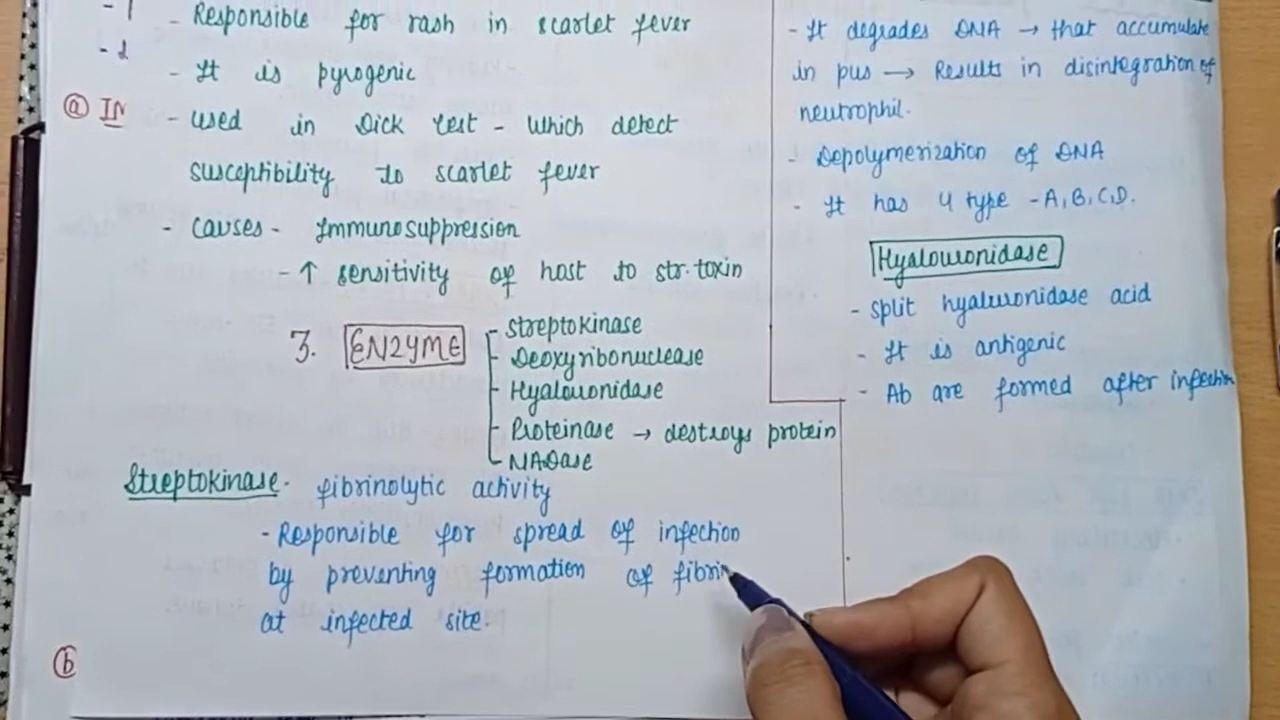 - 1
- Responsible for rash in scarlet fever
- 2
- It is pyrogenic
ⓐ IN
- used in Dick test - which detect
susceptibility to scarlet fever
- causes - Immunosuppression
- ↑ sensitivity of host to str. toxin
3. ENZYME
- Streptokinase
- Deoxyribonuclease
- Hyalouronidase
- Proteinase → destroys protein
- NADase
Streptokinase - fibrinolytic activity
- Responsible for spread of infection
by preventing formation of fibrin
at infected site.
ⓑ
- It degrades DNA → that accumulate
in pus → Results in disintegration of
neutrophil.
- Depolymerization of DNA
- It has 4 type - A, B, C, D.
Hyalouronidase
- split hyaluronidase acid
- It is antigenic
- Ab are formed after infection